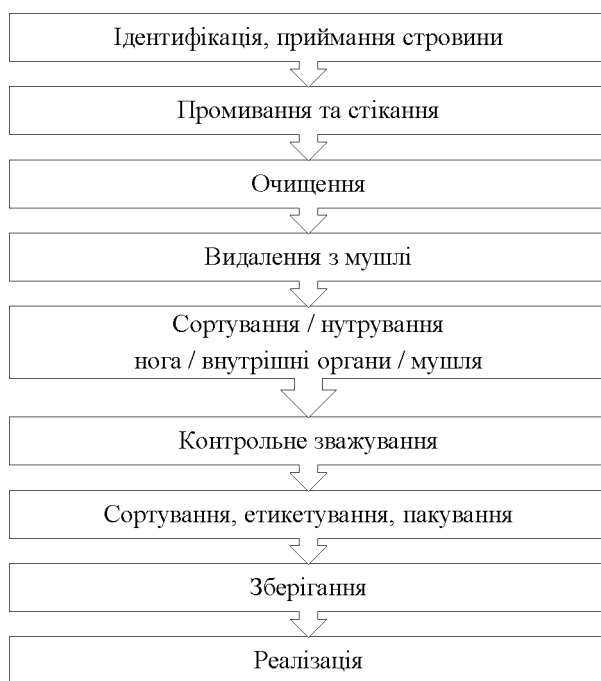 Ідентифікація, приймання стровини
Промивання та стікання
Очищення
Видалення з мушлі
Сортування / нутрування
нога / внутрішні органи / мушля
Контрольне зважування
Сортування, етикетування, пакування
Зберігання
Реалізація